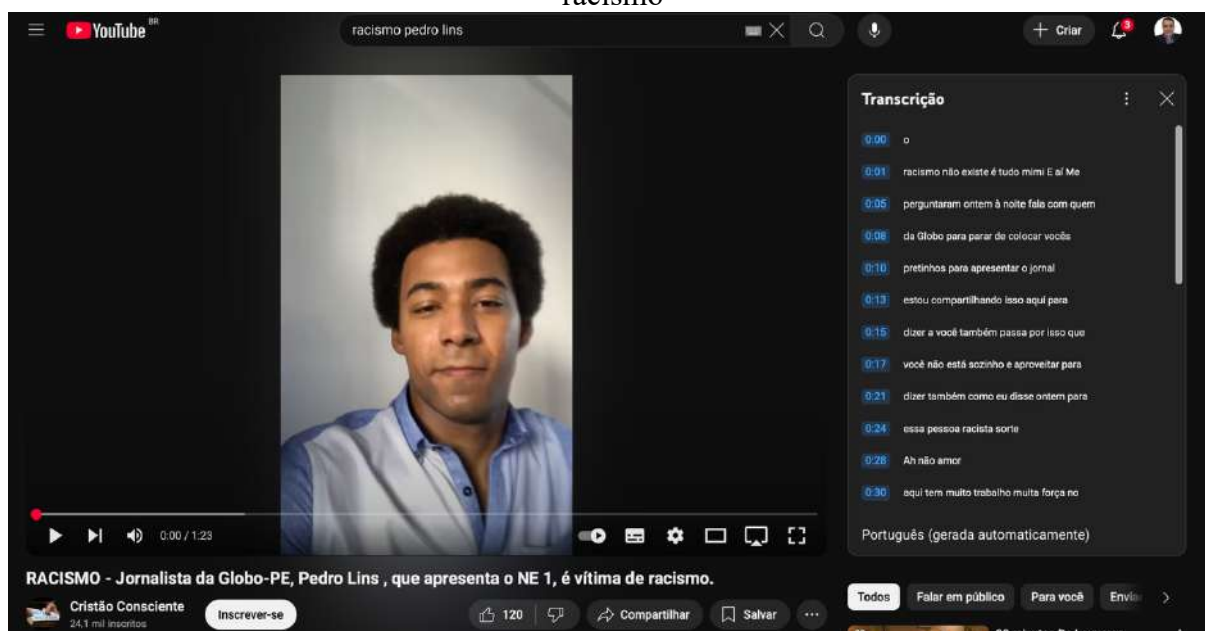 racismo
YouTube BR
racismo pedro lins
Criar
3
Transcrição
0:00 o
0:01 racismo não existe é tudo mimi E aí Me
0:05 perguntaram ontem à noite fala com quem
0:08 da Globo para parar de colocar vocês
0:10 pretinhos para apresentar o jornal
0:13 estou compartilhando isso aqui para
0:15 dizer a você também passa por isso que
0:17 você não está sozinho e aproveitar para
0:21 dizer também como eu disse ontem para
0:24 essa pessoa racista sorte
0:28 Ah não amor
0:30 aqui tem muito trabalho muita força no
Português (gerada automaticamente)
0:00 / 1:23
RACISMO - Jornalista da Globo-PE, Pedro Lins , que apresenta o NE 1, é vítima de racismo.
Cristão Consciente
24,1 mil inscritos
Inscrever-se
120
Compartilhar
Salvar
Todos
Falar em público
Para você